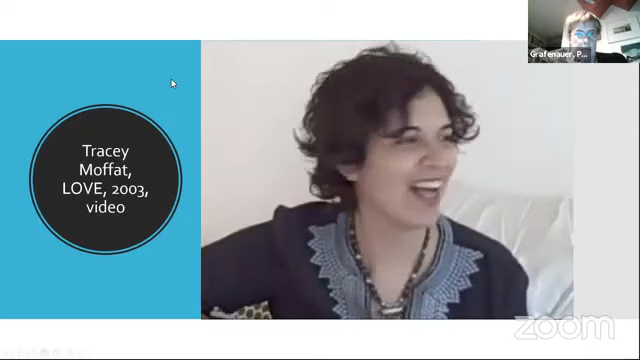 Tracey
Moffat,
LOVE, 2003,
video
Grafenauer, P...
zoom